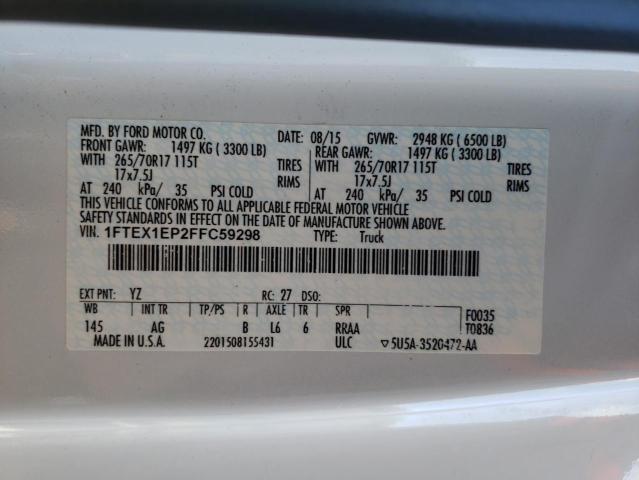 MFD. BY FORD MOTOR CO.
DATE: 08/15 GVWR: 2948 KG ( 6500 LB)
FRONT GAWR: 1497 KG ( 3300 LB) REAR GAWR: 1497 KG ( 3300 LB)
WITH 265/70R17 115T TIRES WITH 265/70R17 115T TIRES
17x7.5J RIMS 17x7.5J RIMS
AT 240 kPa/ 35 PSI COLD AT 240 kPa/ 35 PSI COLD
THIS VEHICLE CONFORMS TO ALL APPLICABLE FEDERAL MOTOR VEHICLE
SAFETY STANDARDS IN EFFECT ON THE DATE OF MANUFACTURE SHOWN ABOVE.
VIN. 1FTEX1EP2FFC59298 TYPE: Truck
EXT PNT: YZ RC: 27 DSO:
WB INT TR TP/PS R AXLE TR SPR F0035
145 AG B L6 6 RRAA T0836
MADE IN U.S.A. 2201508155431 ULC ▽5U5A-3520472-AA